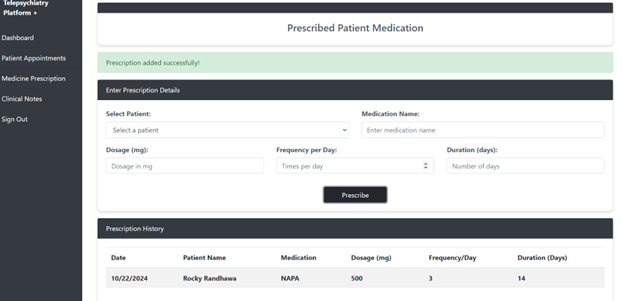 Telepsychiatry
Platform +
Dashboard
Patient Appointments
Medicine Prescription
Clinical Notes
Sign Out
Prescribed Patient Medication
Prescription added successfully!
Enter Prescription Details
Select Patient: Medication Name:
Select a patient Enter medication name
Dosage (mg): Frequency per Day: Duration (days):
Dosage in mg Times per day Number of days
Prescribe
Prescription History
Date Patient Name Medication Dosage (mg) Frequency/Day Duration (Days)
10/22/2024 Rocky Randhawa NAPA 500 3 14